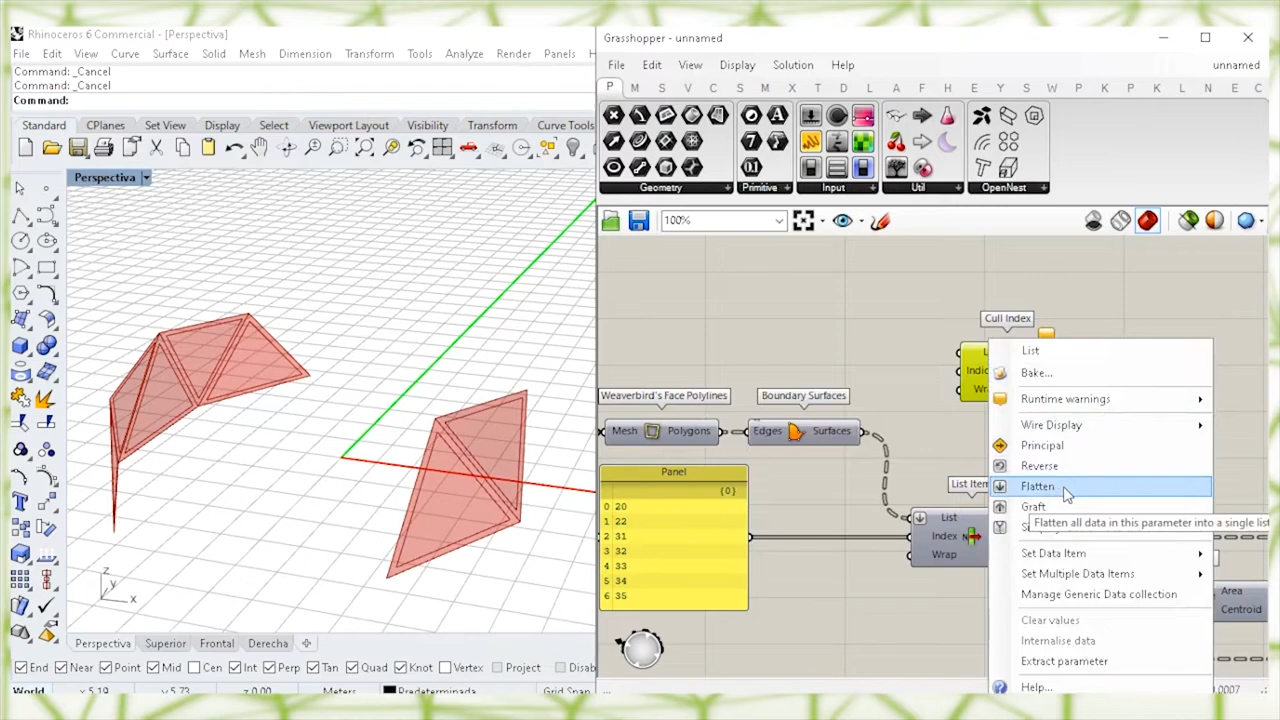 Rhinoceros 6 Commercial - [Perspectiva]
File Edit View Curve Surface Solid Mesh Dimension Transform Tools Analyze Render Panels
Command: _Cancel
Command: _Cancel
Command:
Standard CPlanes Set View Display Select Viewport Layout Visibility Transform Curve Tools
Perspectiva
z
y
x
Perspectiva Superior Frontal Derecha
End Near Point Mid Cen Int Perp Tan Quad Knot Vertex Project
World x 5.19 y 5.73 z 0.00 Meters Predeterminada
Grasshopper - unnamed
File Edit View Display Solution Help unnamed
P M S V C S M X T D L A F H E Y S W P L N E C
Geometry Primitive Input Util OpenNest
100%
Cull Index
Weaverbird's Face Polylines Boundary Surfaces
Mesh Polygons Edges Surfaces
Panel
{0}
0 20
1 22
2 31
3 32
4 33
5 34
6 35
List
Index
Wrap
Area
Centroid
List
Bake...
Runtime warnings
Wire Display
Principal
Reverse
Flatten
Graft
Flatten all data in this parameter into a single list
Set Data Item
Set Multiple Data Items
Manage Generic Data collection
Clear values
Internalise data
Extract parameter
Help...